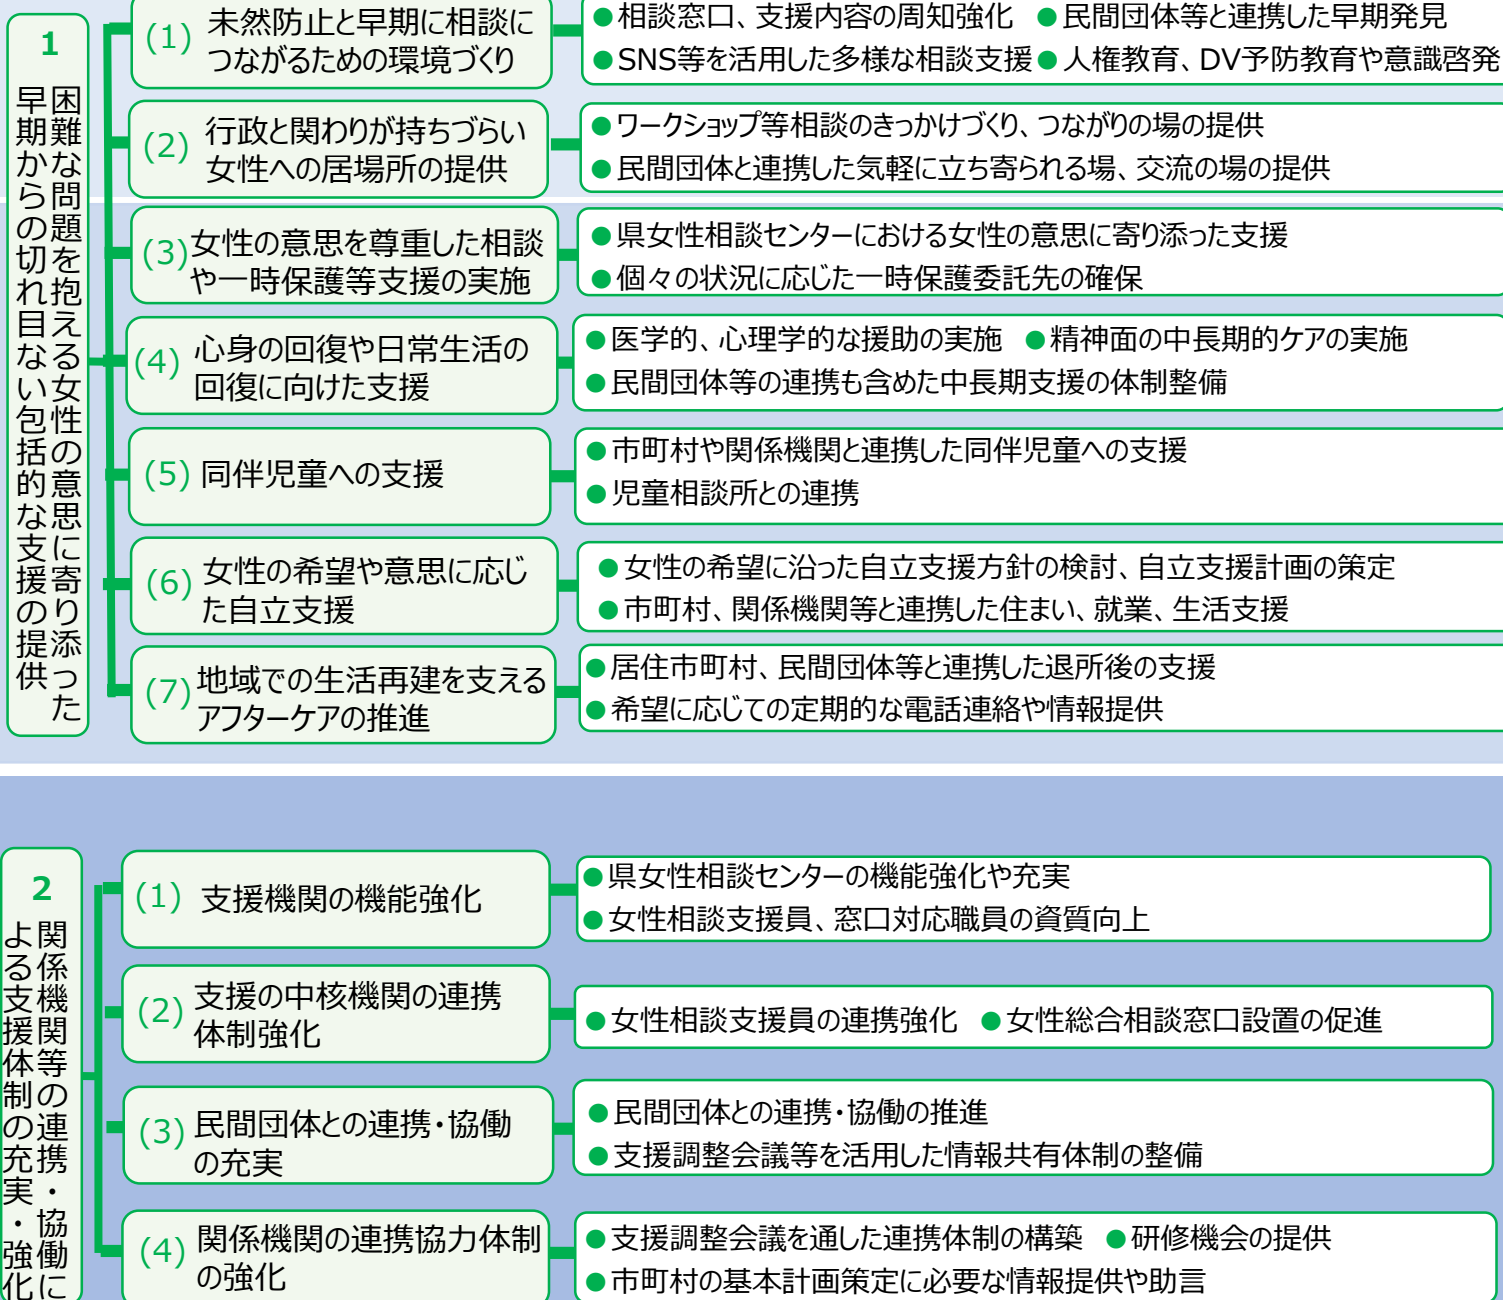 1
困難な問題を抱える女性の意思に寄り添った
早期からの切れ目ない包括的な支援の提供
(1) 未然防止と早期に相談に
つながるための環境づくり
●相談窓口、支援内容の周知強化 ●民間団体等と連携した早期発見
●SNS等を活用した多様な相談支援●人権教育、DV予防教育や意識啓発
(2) 行政と関わりが持ちづらい
女性への居場所の提供
●ワークショップ等相談のきっかけづくり、つながりの場の提供
●民間団体と連携した気軽に立ち寄られる場、交流の場の提供
(3) 女性の意思を尊重した相談
や一時保護等支援の実施
●県女性相談センターにおける女性の意思に寄り添った支援
●個々の状況に応じた一時保護委託先の確保
(4) 心身の回復や日常生活の
回復に向けた支援
●医学的、心理学的な援助の実施 ●精神面の中長期的ケアの実施
●民間団体等の連携も含めた中長期支援の体制整備
(5) 同伴児童への支援
●市町村や関係機関と連携した同伴児童への支援
●児童相談所との連携
(6) 女性の希望や意思に応じ
た自立支援
●女性の希望に沿った自立支援方針の検討、自立支援計画の策定
●市町村、関係機関等と連携した住まい、就業、生活支援
(7) 地域での生活再建を支える
アフターケアの推進
●居住市町村、民間団体等と連携した退所後の支援
●希望に応じての定期的な電話連絡や情報提供
2
関係機関等の連携・協働に
よる支援体制の充実・強化
(1) 支援機関の機能強化
●県女性相談センターの機能強化や充実
●女性相談支援員、窓口対応職員の資質向上
(2) 支援の中核機関の連携
体制強化
●女性相談支援員の連携強化 ●女性総合相談窓口設置の促進
(3) 民間団体との連携・協働
の充実
●民間団体との連携・協働の推進
●支援調整会議等を活用した情報共有体制の整備
(4) 関係機関の連携協力体制
の強化
●支援調整会議を通した連携体制の構築 ●研修機会の提供
●市町村の基本計画策定に必要な情報提供や助言